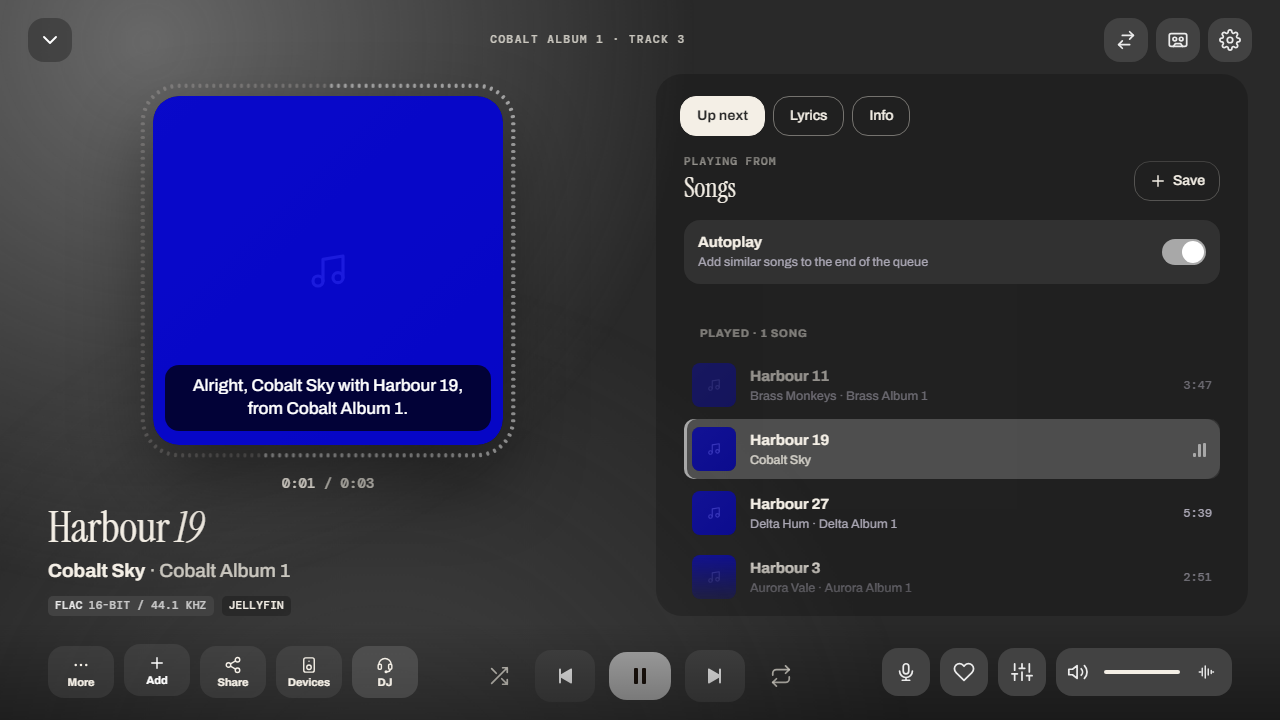 COBALT ALBUM 1 · TRACK 3
Alright, Cobalt Sky with Harbour 19,
from Cobalt Album 1.
0:01 / 0:03
Harbour 19
Cobalt Sky · Cobalt Album 1
FLAC 16-BIT / 44.1 KHZ
JELLYFIN
Up next
Lyrics
Info
PLAYING FROM
Songs
Save
Autoplay
Add similar songs to the end of the queue
PLAYED · 1 SONG
Harbour 11
Brass Monkeys · Brass Album 1
3:47
Harbour 19
Cobalt Sky
Harbour 27
Delta Hum · Delta Album 1
5:39
Harbour 3
Aurora Vale · Aurora Album 1
2:51
More
Add
Share
Devices
DJ